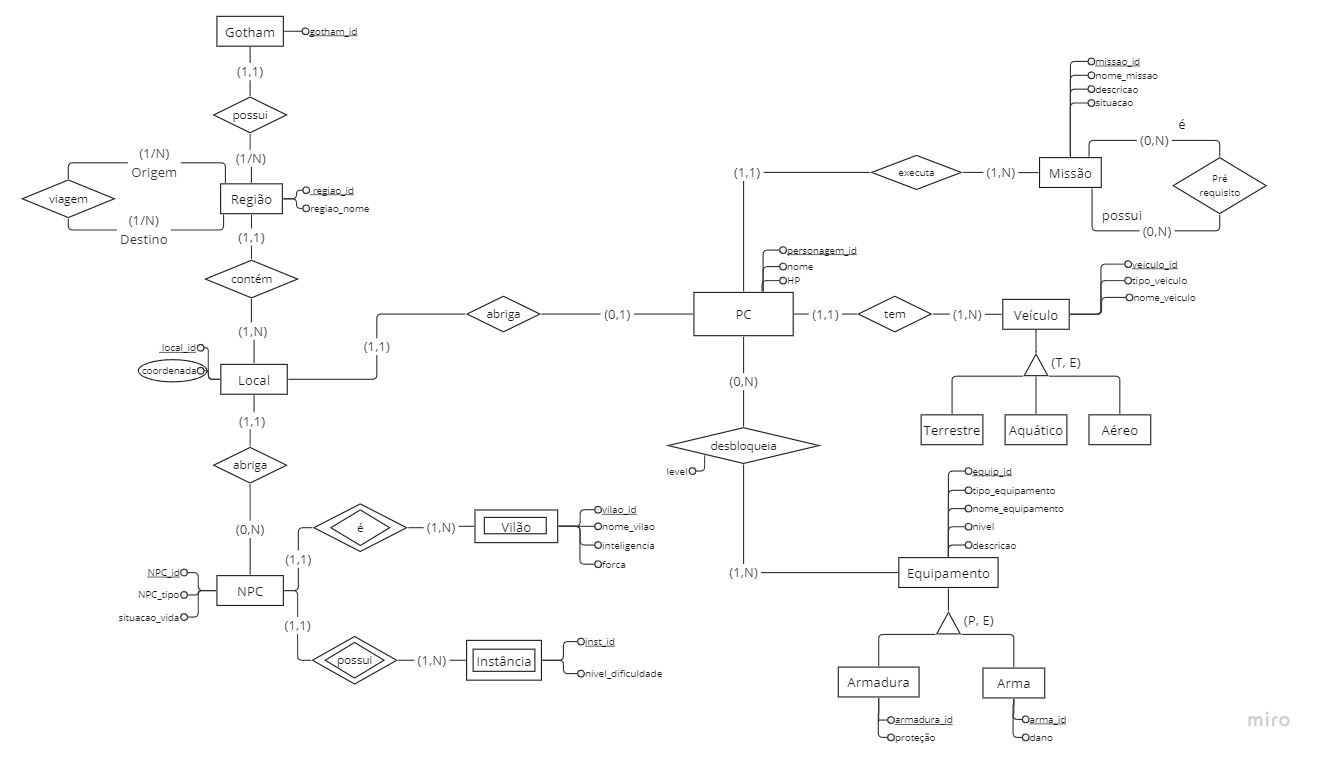 Gotham
gotham_id
(1,1)
possui
(1/N)
(1/N)
Origem
viagem
Região
regiao_id
regiao_nome
(1/N)
Destino
(1,1)
contém
(1,N)
local_id
coordenada
Local
(1,1)
abriga
(0,1)
(1,1)
abriga
(0,N)
NPC_id
NPC_tipo
situacao_vida
NPC
(1,1)
é
(1,N)
Vilão
vilao_id
nome_vilao
inteligencia
forca
(1,1)
possui
(1,N)
Instância
inst_id
nivel_dificuldade
missao_id
nome_missao
descricao
situacao
(1,1)
executa
(1,N)
Missão
é
(0,N)
Pré
requisito
possui
(0,N)
personagem_id
nome
HP
PC
(1,1)
tem
(1,N)
Veículo
veiculo_id
tipo_veiculo
nome_veiculo
(T, E)
Terrestre
Aquático
Aéreo
(0,N)
desbloqueia
level
(1,N)
equip_id
tipo_equipamento
nome_equipamento
nivel
descricao
Equipamento
(P, E)
Armadura
armadura_id
proteção
Arma
arma_id
dano
miro